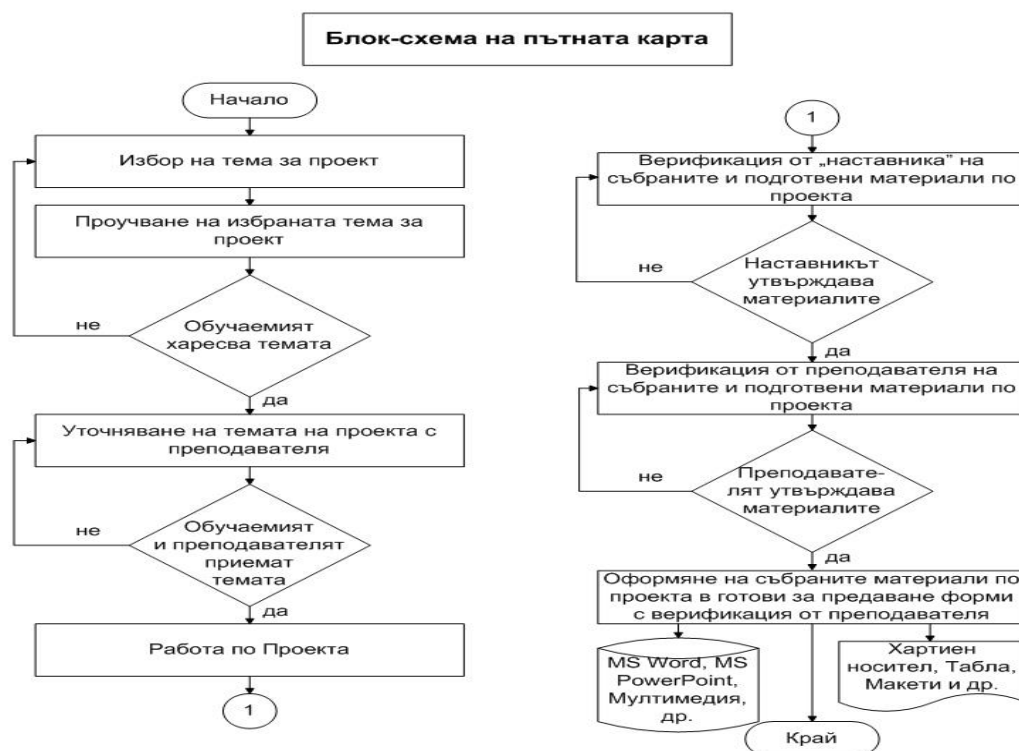 Блок-схема на пътната карта
Начало
Избор на тема за проект
Проучване на избраната тема за
проект
не
Обучаемият
харесва темата
да
Уточняване на темата на проекта с
преподавателя
не
Обучаемият
и преподавателят
приемат
темата
да
Работа по Проекта
1
1
Верификация от „наставника” на
събраните и подготвени материали по
проекта
не
Наставникът
утвърждава
материалите
да
Верификация от преподавателя на
събраните и подготвени материали по
проекта
не
Преподавате-
лят утвърждава
материалите
да
Оформяне на събраните материали по
проекта в готови за предаване форми
с верификация от преподавателя
MS Word, MS
PowerPoint,
Мултимедия,
др.
Хартиен
носител, Табла,
Макети и др.
Край